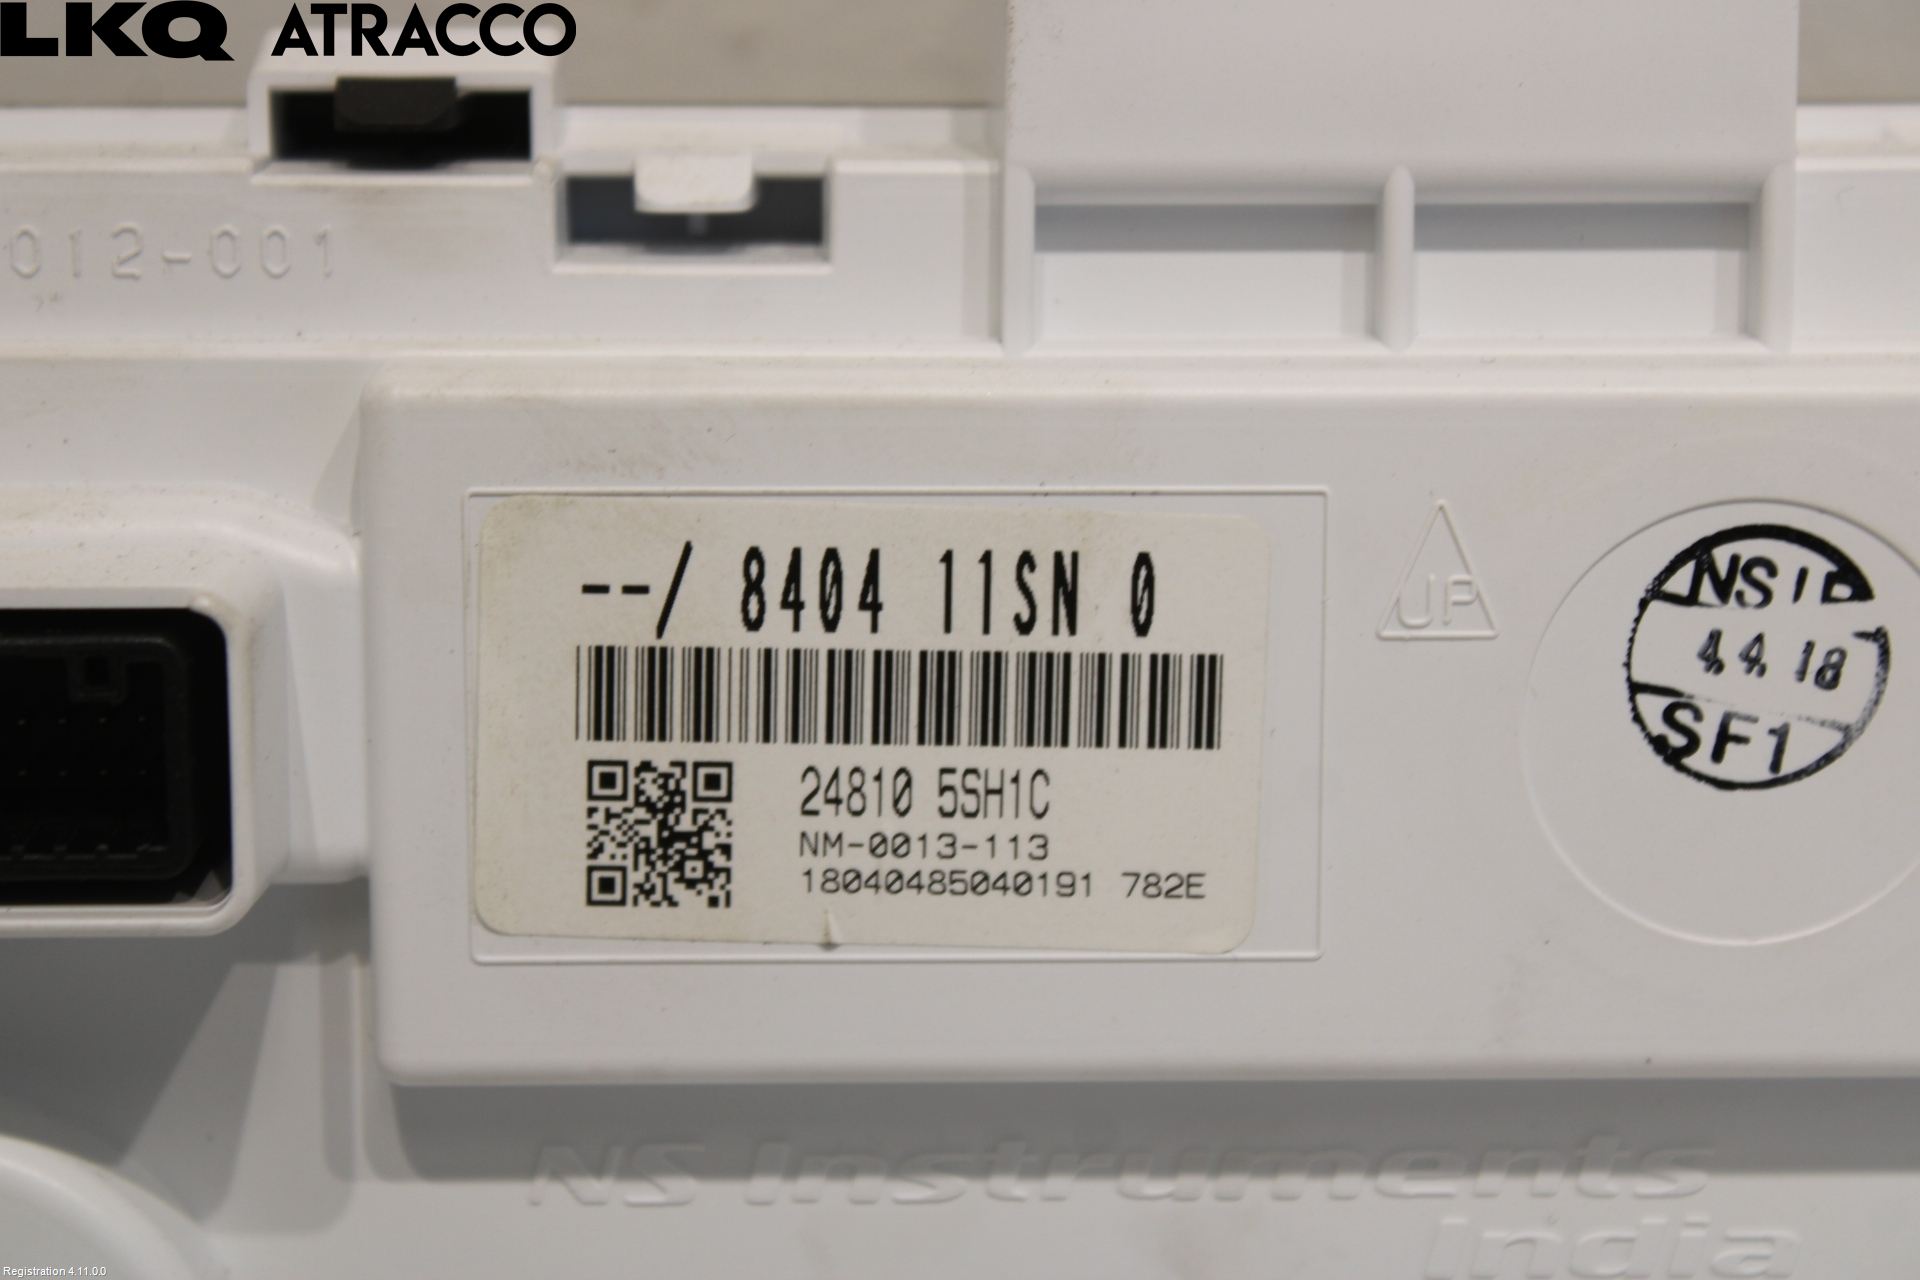 LKQ ATRACCO
012-001
--/ 8404 11SN 0
24810 5SH1C
NM-0013-113
18040485040191 782E
UP
NSID
4.4.18
SF1
NS Instruments
India
Registration 4.11.0.0